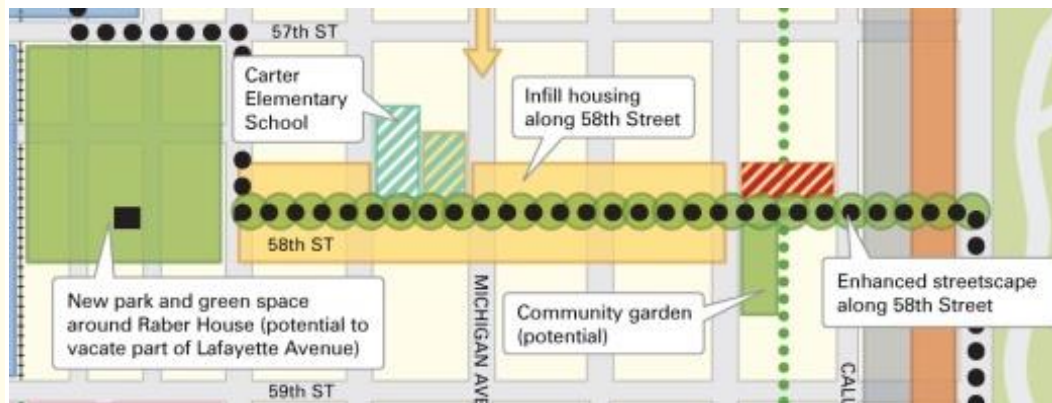 57th ST
Carter
Elementary
School
Infill housing
along 58th Street
58th ST
New park and green space
around Raber House (potential to
vacate part of Lafayette Avenue)
MICHIGAN AVE
Community garden
(potential)
Enhanced streetscape
along 58th Street
59th ST